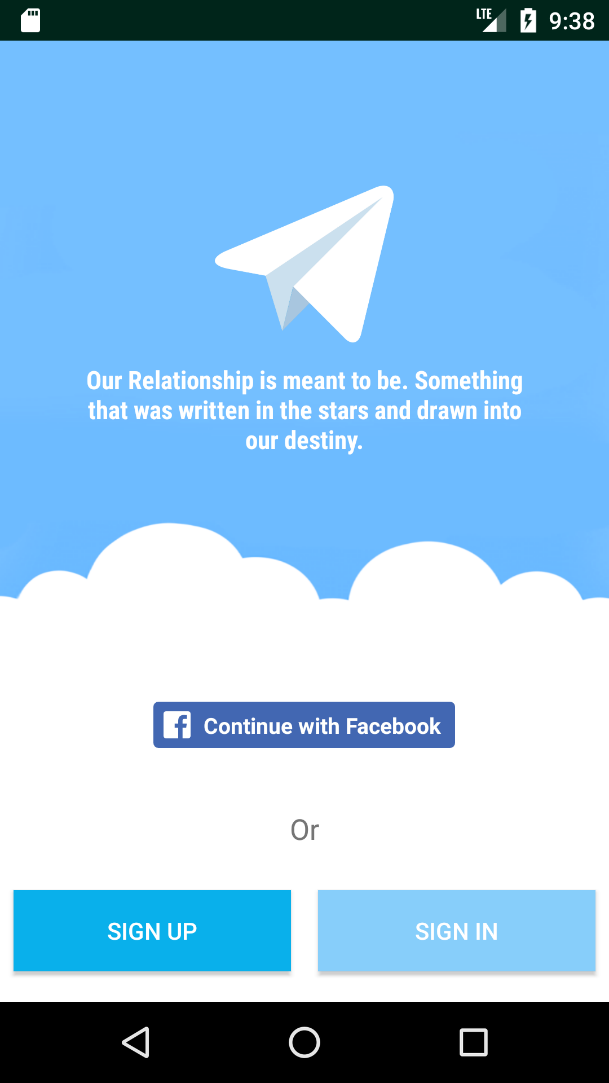 LTE 9:38
Our Relationship is meant to be. Something
that was written in the stars and drawn into
our destiny.
Continue with Facebook
Or
SIGN UP SIGN IN